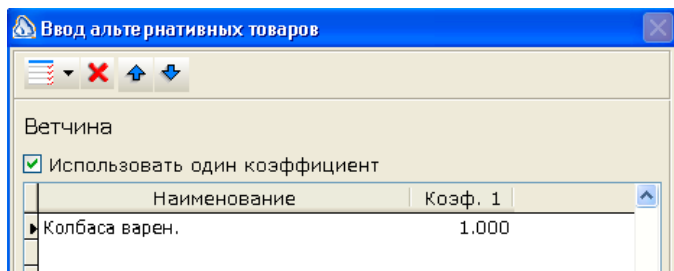 Ввод альтернативных товаров
Ветчина
Использовать один коэффициент
Наименование Коэф. 1
Колбаса варен. 1.000